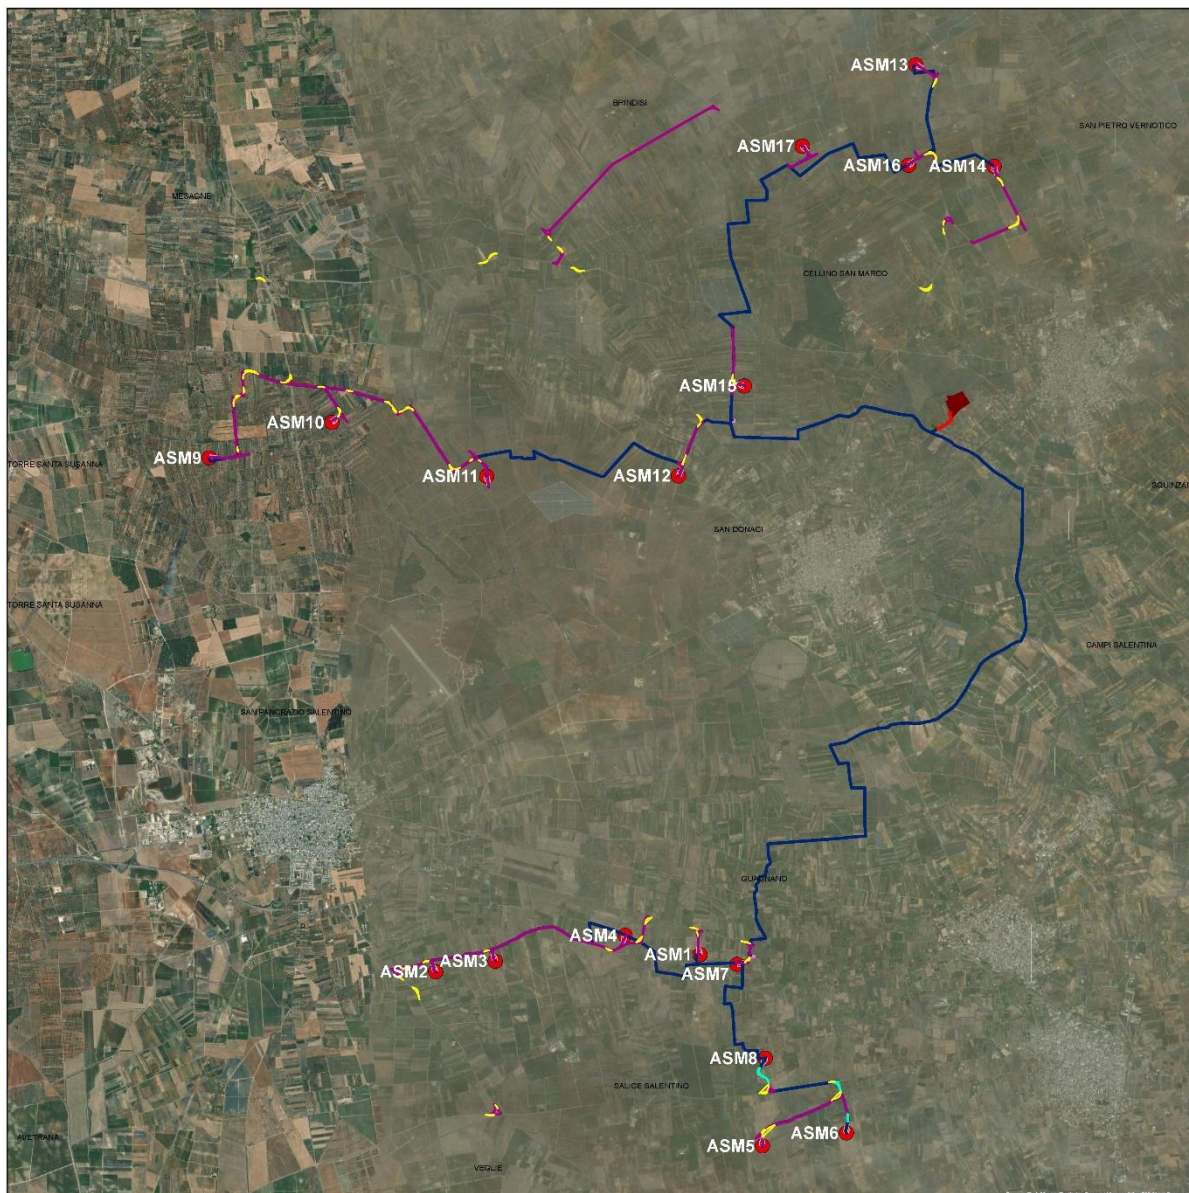 ASM13
BRINDISI
SAN PIETRO VERNOTICO
ASM17
ASM16
ASM14
MESAGNE
CELLINO SAN MARCO
ASM15
ASM10
ASM9
TORRE SANTA SUSANNA
ASM11
ASM12
SAN DONACI
TORRE SANTA SUSANNA
CAMPI SALENTINA
SAN PANCRAZIO SALENTINO
GUAGNANO
ASM4
ASM1
ASM3
ASM2
ASM7
ASM8
SALICE SALENTINO
ASM6
ASM5
AVETRANA
VEGLIE